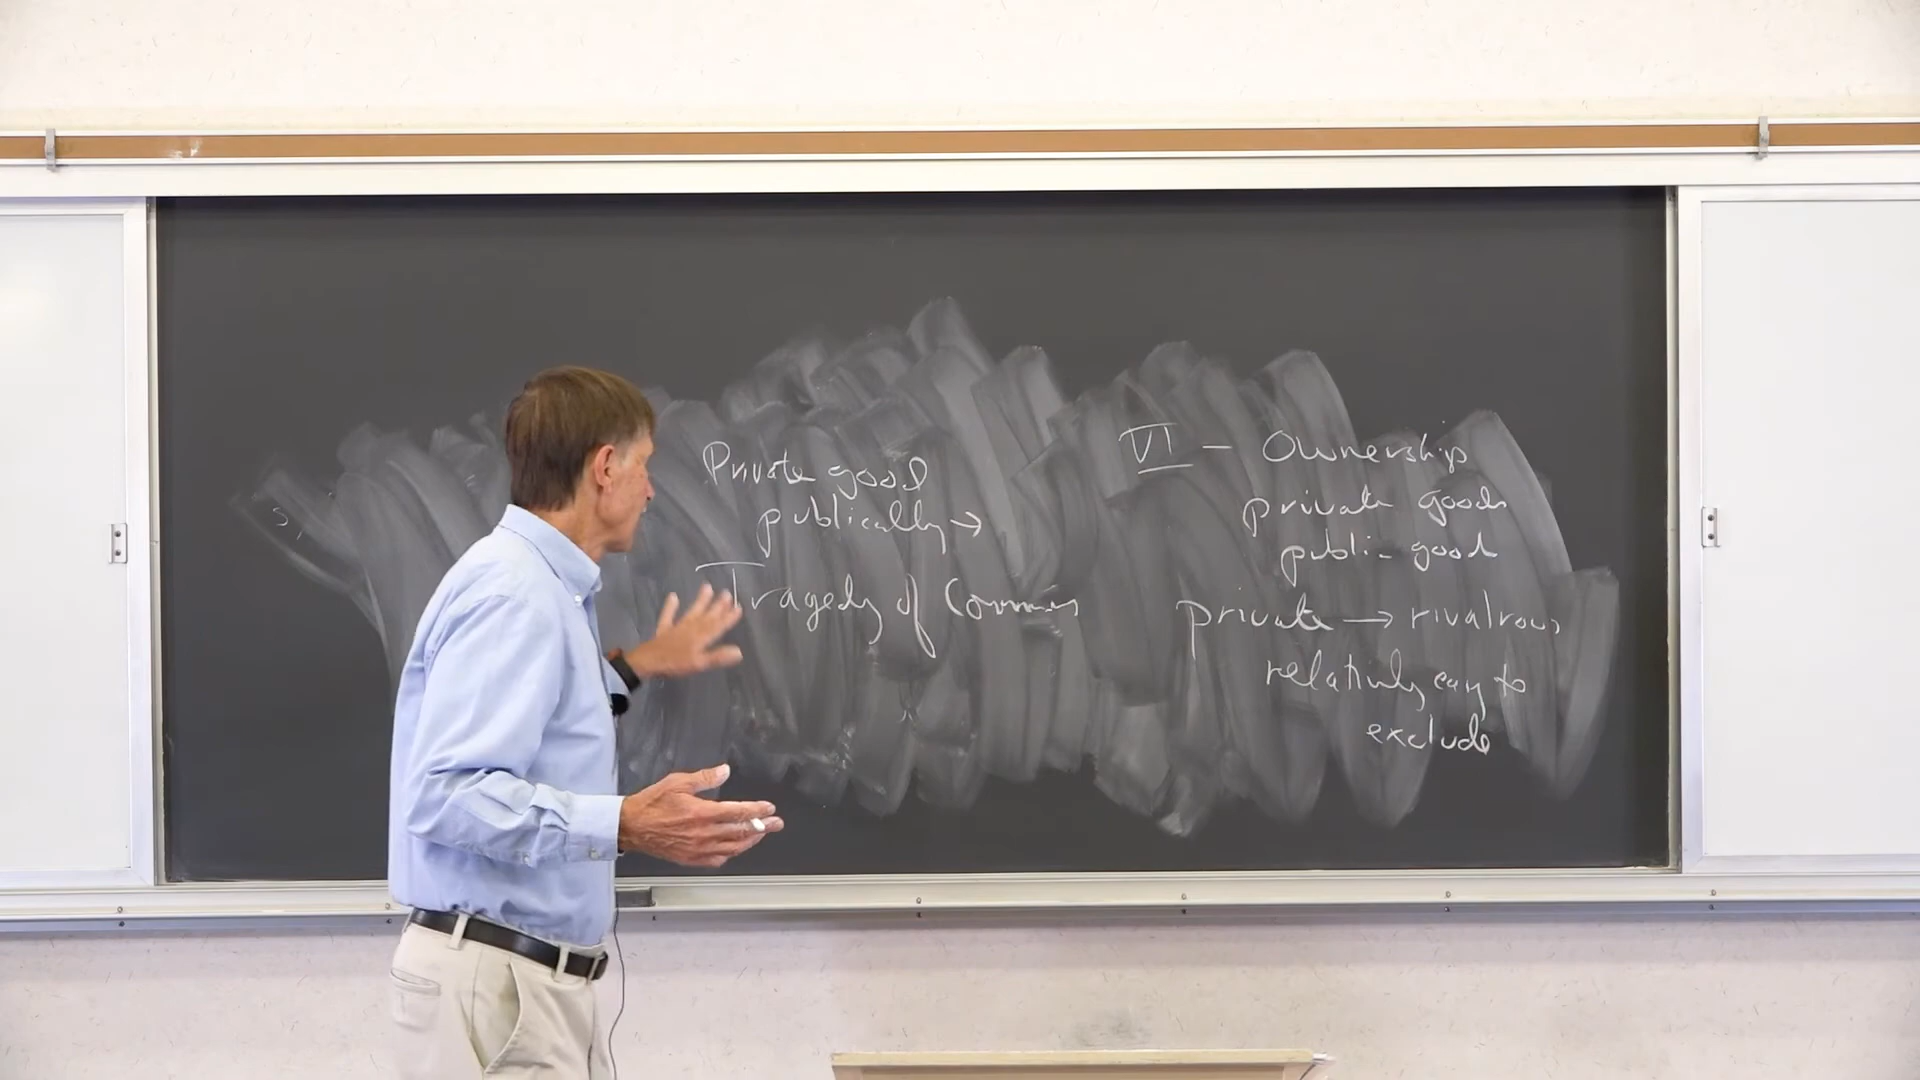 Private good
publically →
Tragedy of Commons
VI - Ownership
private goods
public good
private → rivalrous
relatively easy to
exclude